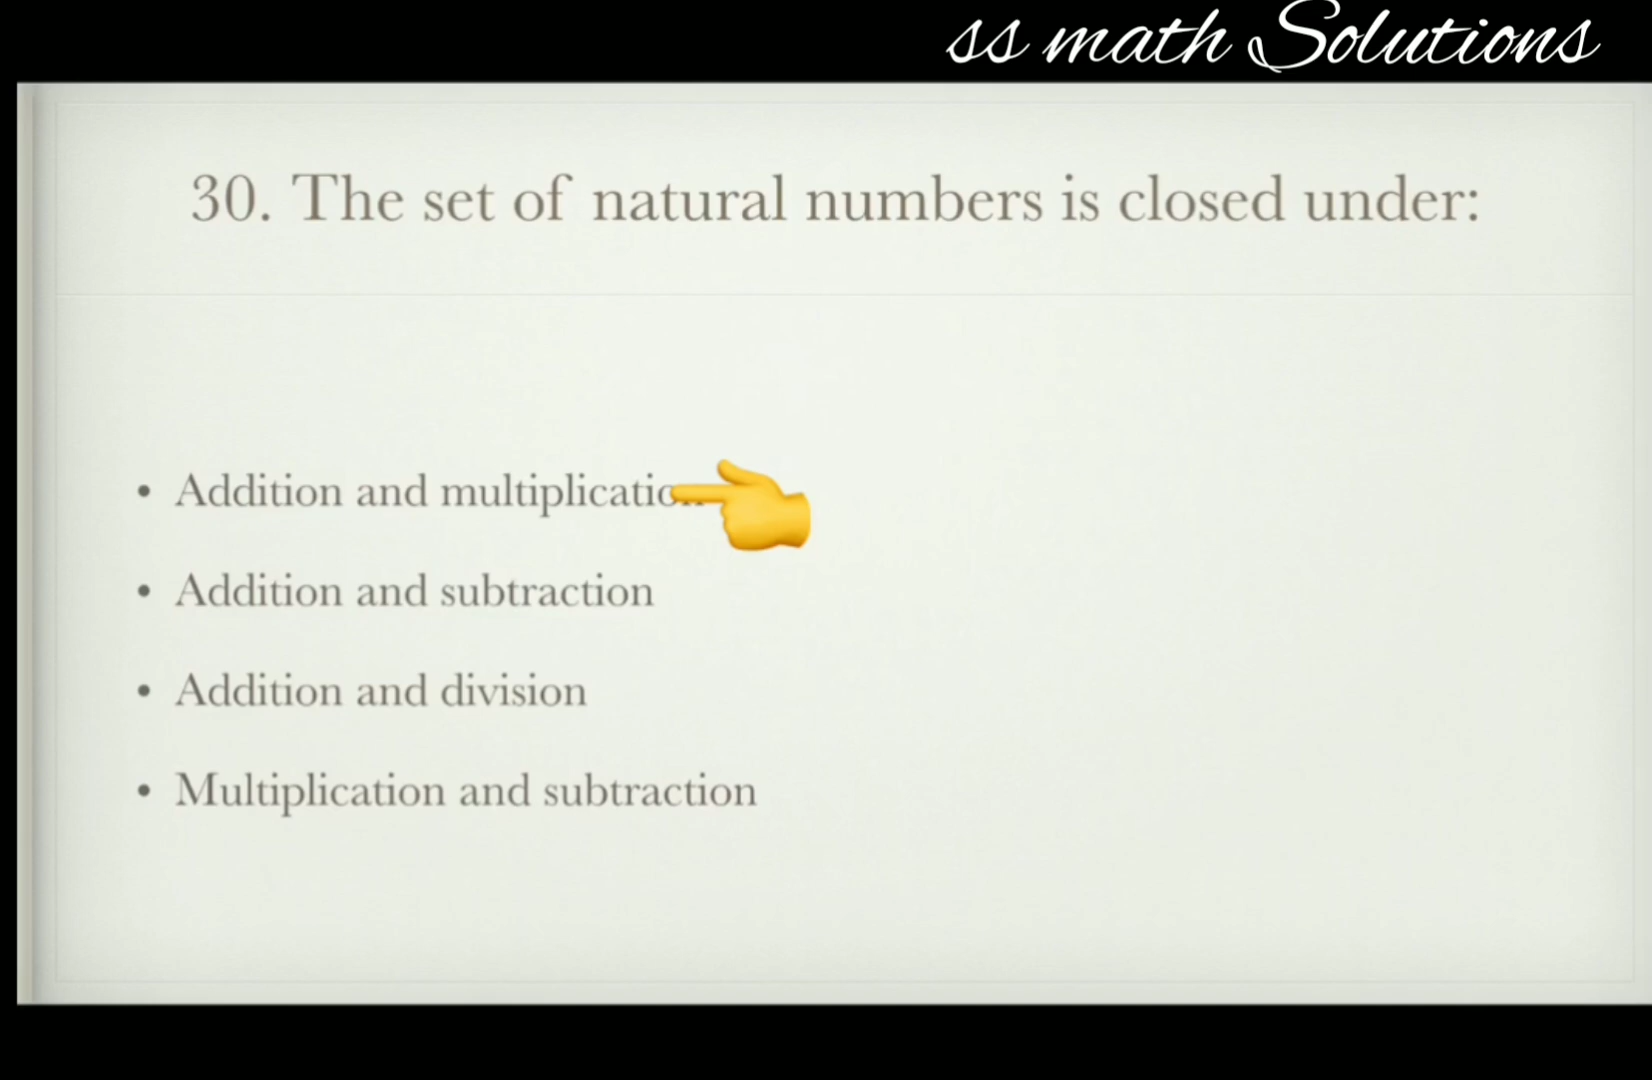 ss math Solutions
30. The set of natural numbers is closed under:
• Addition and multiplication
• Addition and subtraction
• Addition and division
• Multiplication and subtraction